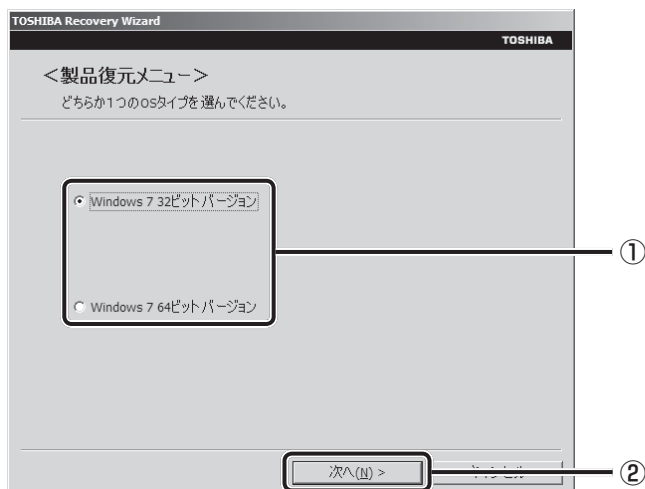 TOSHIBA Recovery Wizard
TOSHIBA
＜製品復元メニュー＞
どちらか1つのOSタイプを選んでください。
Windows 7 32ビットバージョン
①
Windows 7 64ビットバージョン
次へ(N) >
②